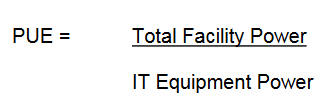 PUE = Total Facility Power
IT Equipment Power